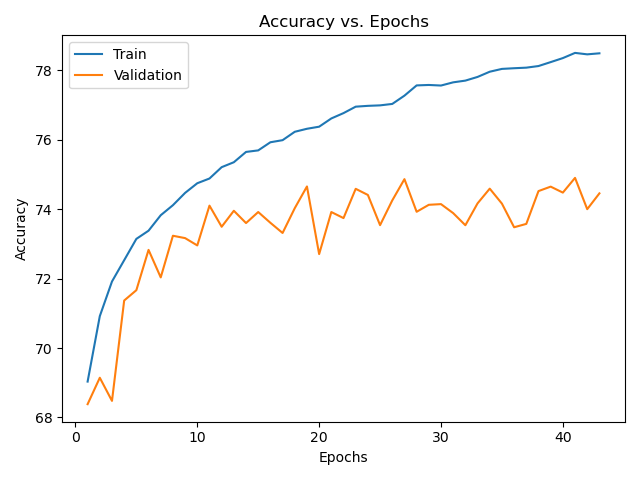 Accuracy vs. Epochs
Train
Validation
Accuracy
78
76
74
72
70
68
0 10 20 30 40
Epochs